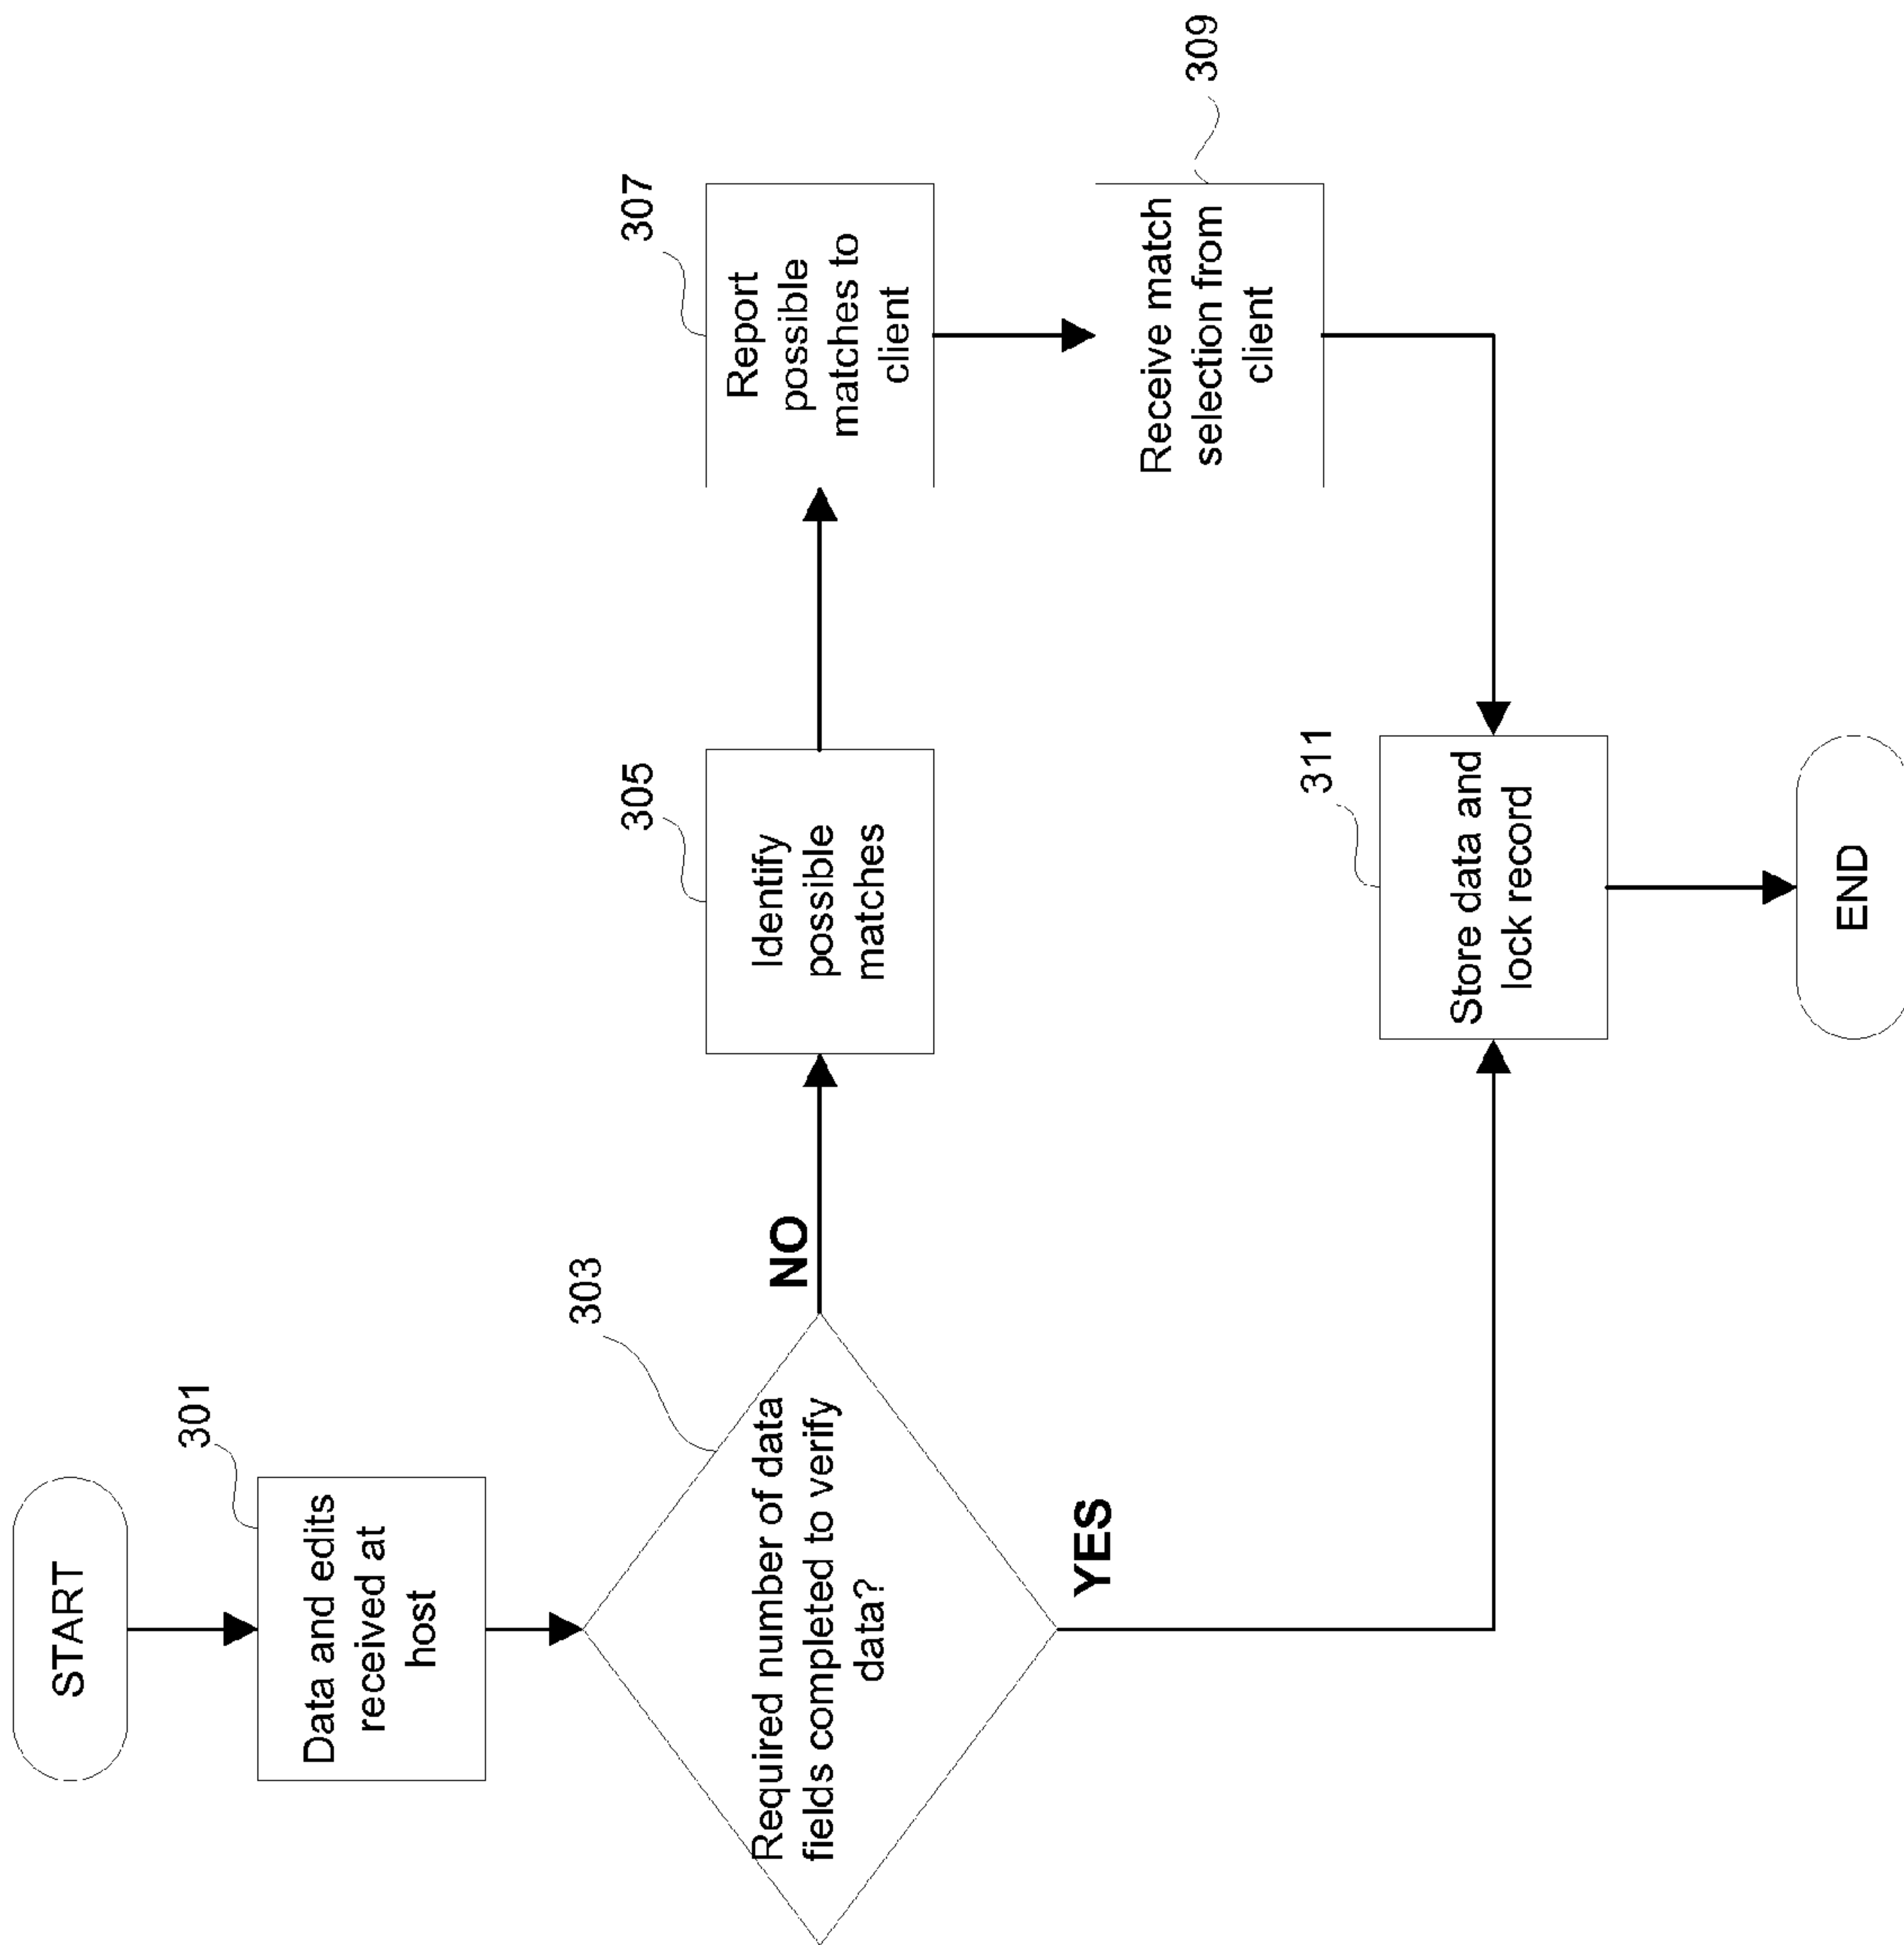 START
301
Data and edits
received at
host
303
Required number of data
fields completed to verify
data?
NO
305
Identify
possible
matches
307
Report
possible
matches to
client
309
Receive match
selection from
client
YES
311
Store data and
lock record
END